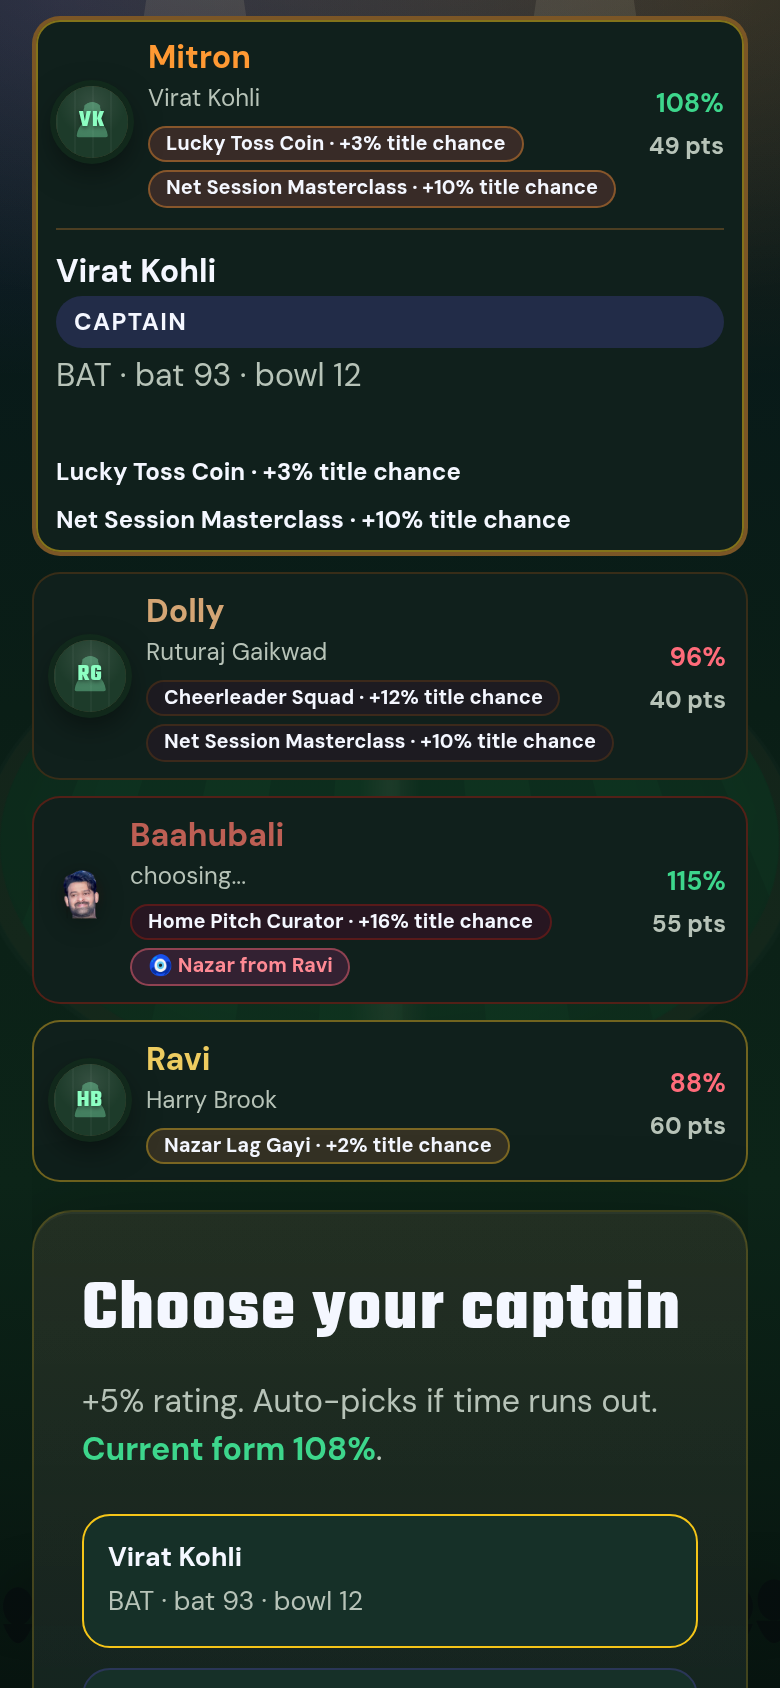 Mitron
VK
Virat Kohli
108%
Lucky Toss Coin · +3% title chance
49 pts
Net Session Masterclass · +10% title chance
Virat Kohli
CAPTAIN
BAT · bat 93 · bowl 12
Lucky Toss Coin · +3% title chance
Net Session Masterclass · +10% title chance
Dolly
RG
Ruturaj Gaikwad
96%
Cheerleader Squad · +12% title chance
40 pts
Net Session Masterclass · +10% title chance
Baahubali
choosing...
115%
Home Pitch Curator · +16% title chance
55 pts
🧿 Nazar from Ravi
Ravi
HB
Harry Brook
88%
Nazar Lag Gayi · +2% title chance
60 pts
Choose your captain
+5% rating. Auto-picks if time runs out.
Current form 108%.
Virat Kohli
BAT · bat 93 · bowl 12